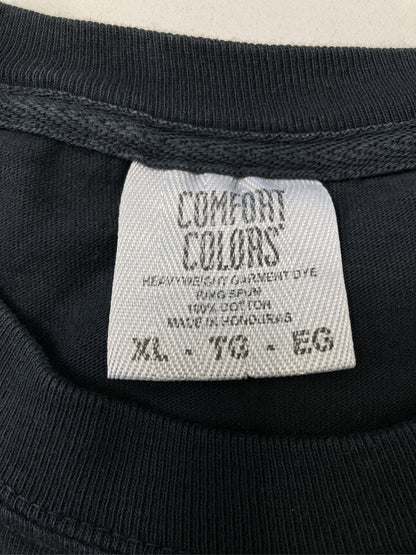 COMFORT
COLORS®
HEAVYWEIGHT GARMENT DYE
RING SPUN
100% COTTON
MADE IN HONDURAS
XL - TG - EG